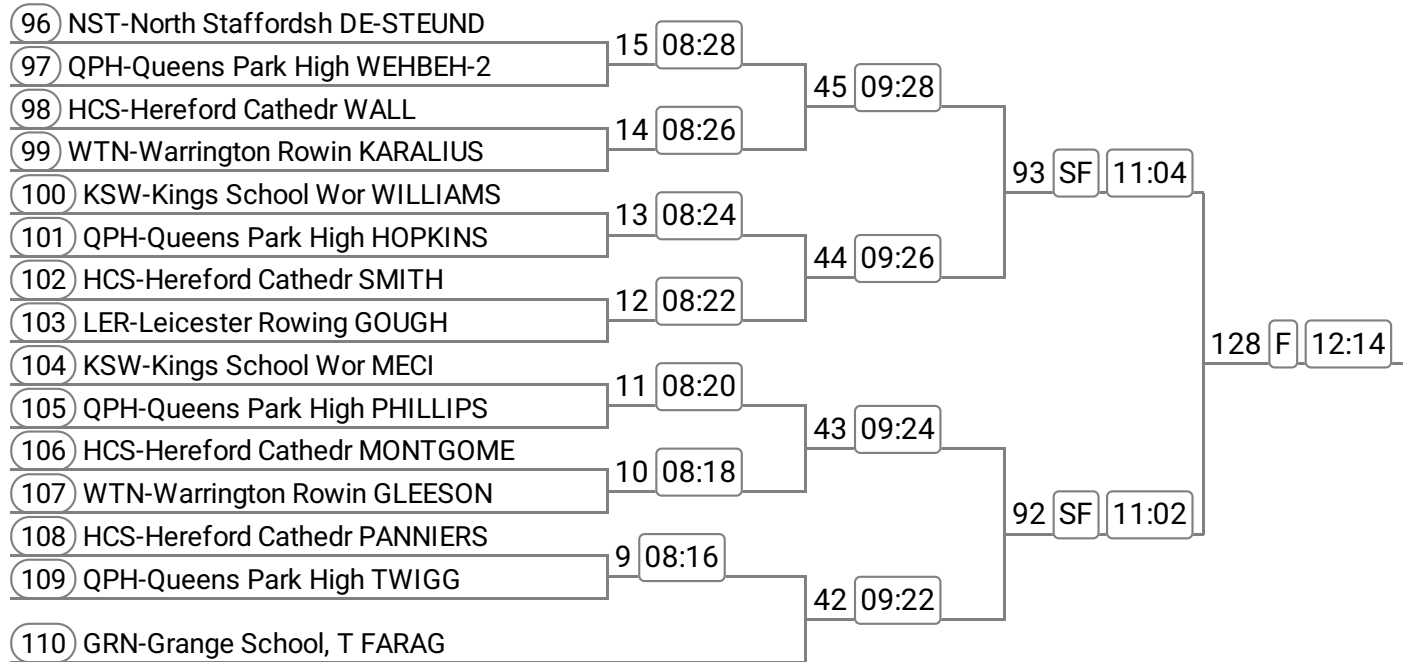 96 NST-North Staffordsh DE-STEUND
15 08:28
97 QPH-Queens Park High WEHBEH-2
45 09:28
98 HCS-Hereford Cathedr WALL
14 08:26
99 WTN-Warrington Rowin KARALIUS
93 SF 11:04
100 KSW-Kings School Wor WILLIAMS
13 08:24
101 QPH-Queens Park High HOPKINS
44 09:26
102 HCS-Hereford Cathedr SMITH
12 08:22
103 LER-Leicester Rowing GOUGH
128 F 12:14
104 KSW-Kings School Wor MECI
11 08:20
105 QPH-Queens Park High PHILLIPS
43 09:24
106 HCS-Hereford Cathedr MONTGOME
10 08:18
107 WTN-Warrington Rowin GLEESON
92 SF 11:02
108 HCS-Hereford Cathedr PANNIERS
9 08:16
109 QPH-Queens Park High TWIGG
42 09:22
110 GRN-Grange School, T FARAG